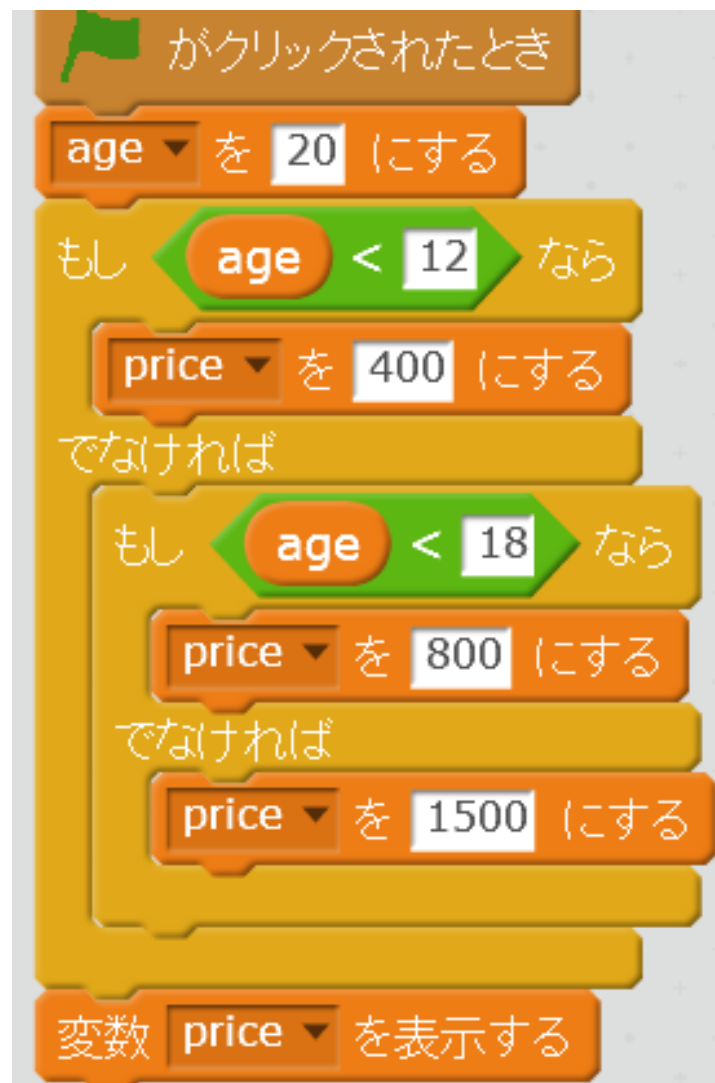 がクリックされたとき
age を 20 にする
もし age < 12 なら
price を 400 にする
でなければ
もし age < 18 なら
price を 800 にする
でなければ
price を 1500 にする
変数 price を表示する